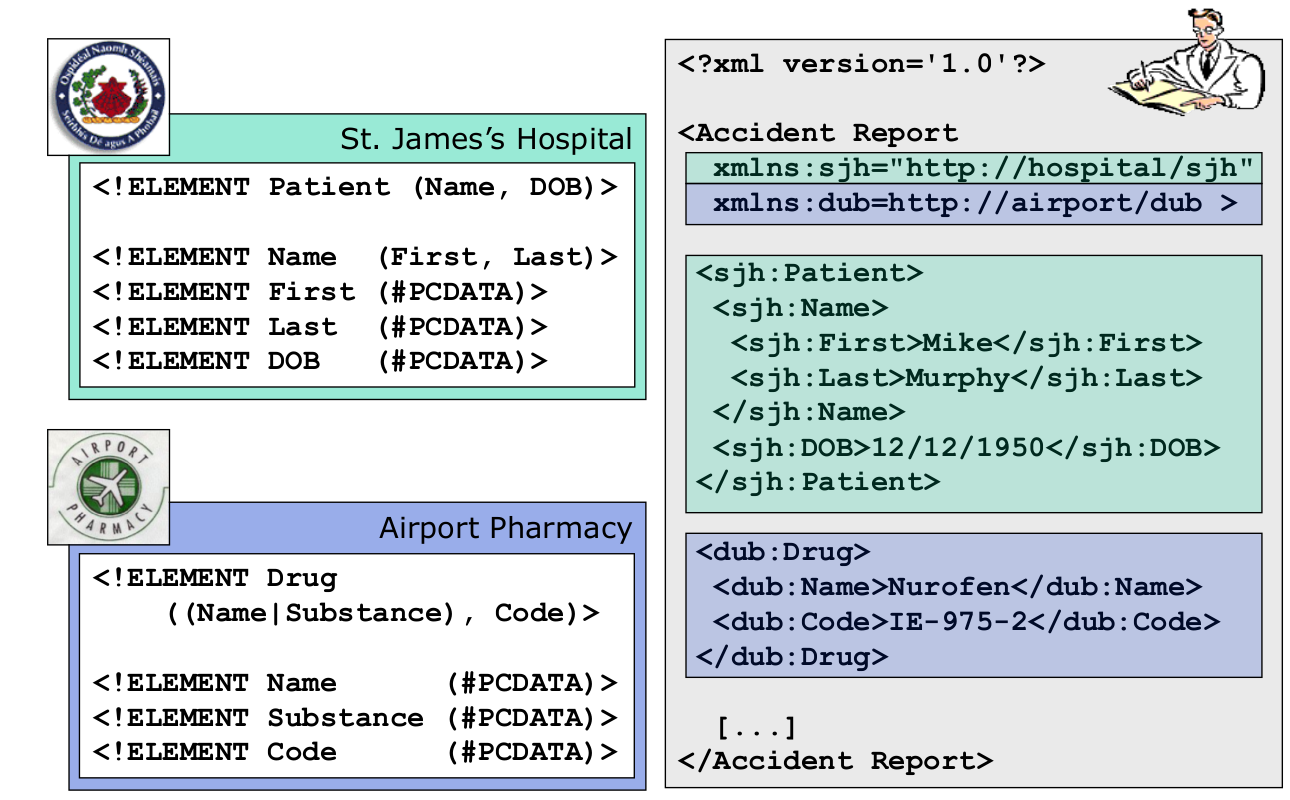 Ospidéal Naomh Shéamais
Seirbhís Dé agus A Phobail
St. James's Hospital
<!ELEMENT Patient (Name, DOB)>
<!ELEMENT Name (First, Last)>
<!ELEMENT First (#PCDATA)>
<!ELEMENT Last (#PCDATA)>
<!ELEMENT DOB (#PCDATA)>
AIRPORT
PHARMACY
Airport Pharmacy
<!ELEMENT Drug
((Name|Substance), Code)>
<!ELEMENT Name (#PCDATA)>
<!ELEMENT Substance (#PCDATA)>
<!ELEMENT Code (#PCDATA)>
<?xml version='1.0'?>
<Accident Report
xmlns:sjh="http://hospital/sjh"
xmlns:dub=http://airport/dub >
<sjh:Patient>
<sjh:Name>
<sjh:First>Mike</sjh:First>
<sjh:Last>Murphy</sjh:Last>
</sjh:Name>
<sjh:DOB>12/12/1950</sjh:DOB>
</sjh:Patient>
<dub:Drug>
<dub:Name>Nurofen</dub:Name>
<dub:Code>IE-975-2</dub:Code>
</dub:Drug>
[...]
</Accident Report>